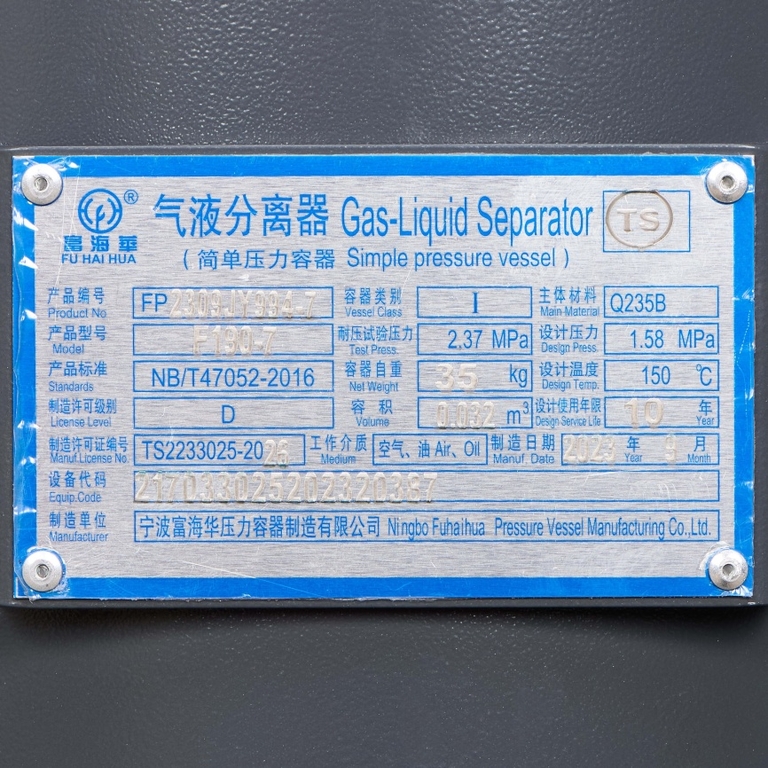 富海华 ® FU HAI HUA
气液分离器 Gas-Liquid Separator TS
(简单压力容器 Simple pressure vessel)
产品编号 Product No FP2309JY994-7 容器类别 Vessel Class I 主体材料 Main Material Q235B
产品型号 Model F190-7 耐压试验压力 Test Press. 2.37 MPa 设计压力 Design Press. 1.58 MPa
产品标准 Standards NB/T47052-2016 容器自重 Net Weight 35 kg 设计温度 Design Temp. 150 ℃
制造许可级别 License Level D 容积 Volume 0.032 m³ 设计使用年限 Design Service Life 10 年 Year
制造许可证编号 Manuf.License No. TS2233025-2026 工作介质 Medium 空气、油 Air、Oil 制造日期 Manuf. Date 2023 年 Year 9 月 Month
设备代码 Equip.Code 217033025202320387
制造单位 Manufacturer 宁波富海华压力容器制造有限公司 Ningbo Fuhaihua Pressure Vessel Manufacturing Co.,Ltd.